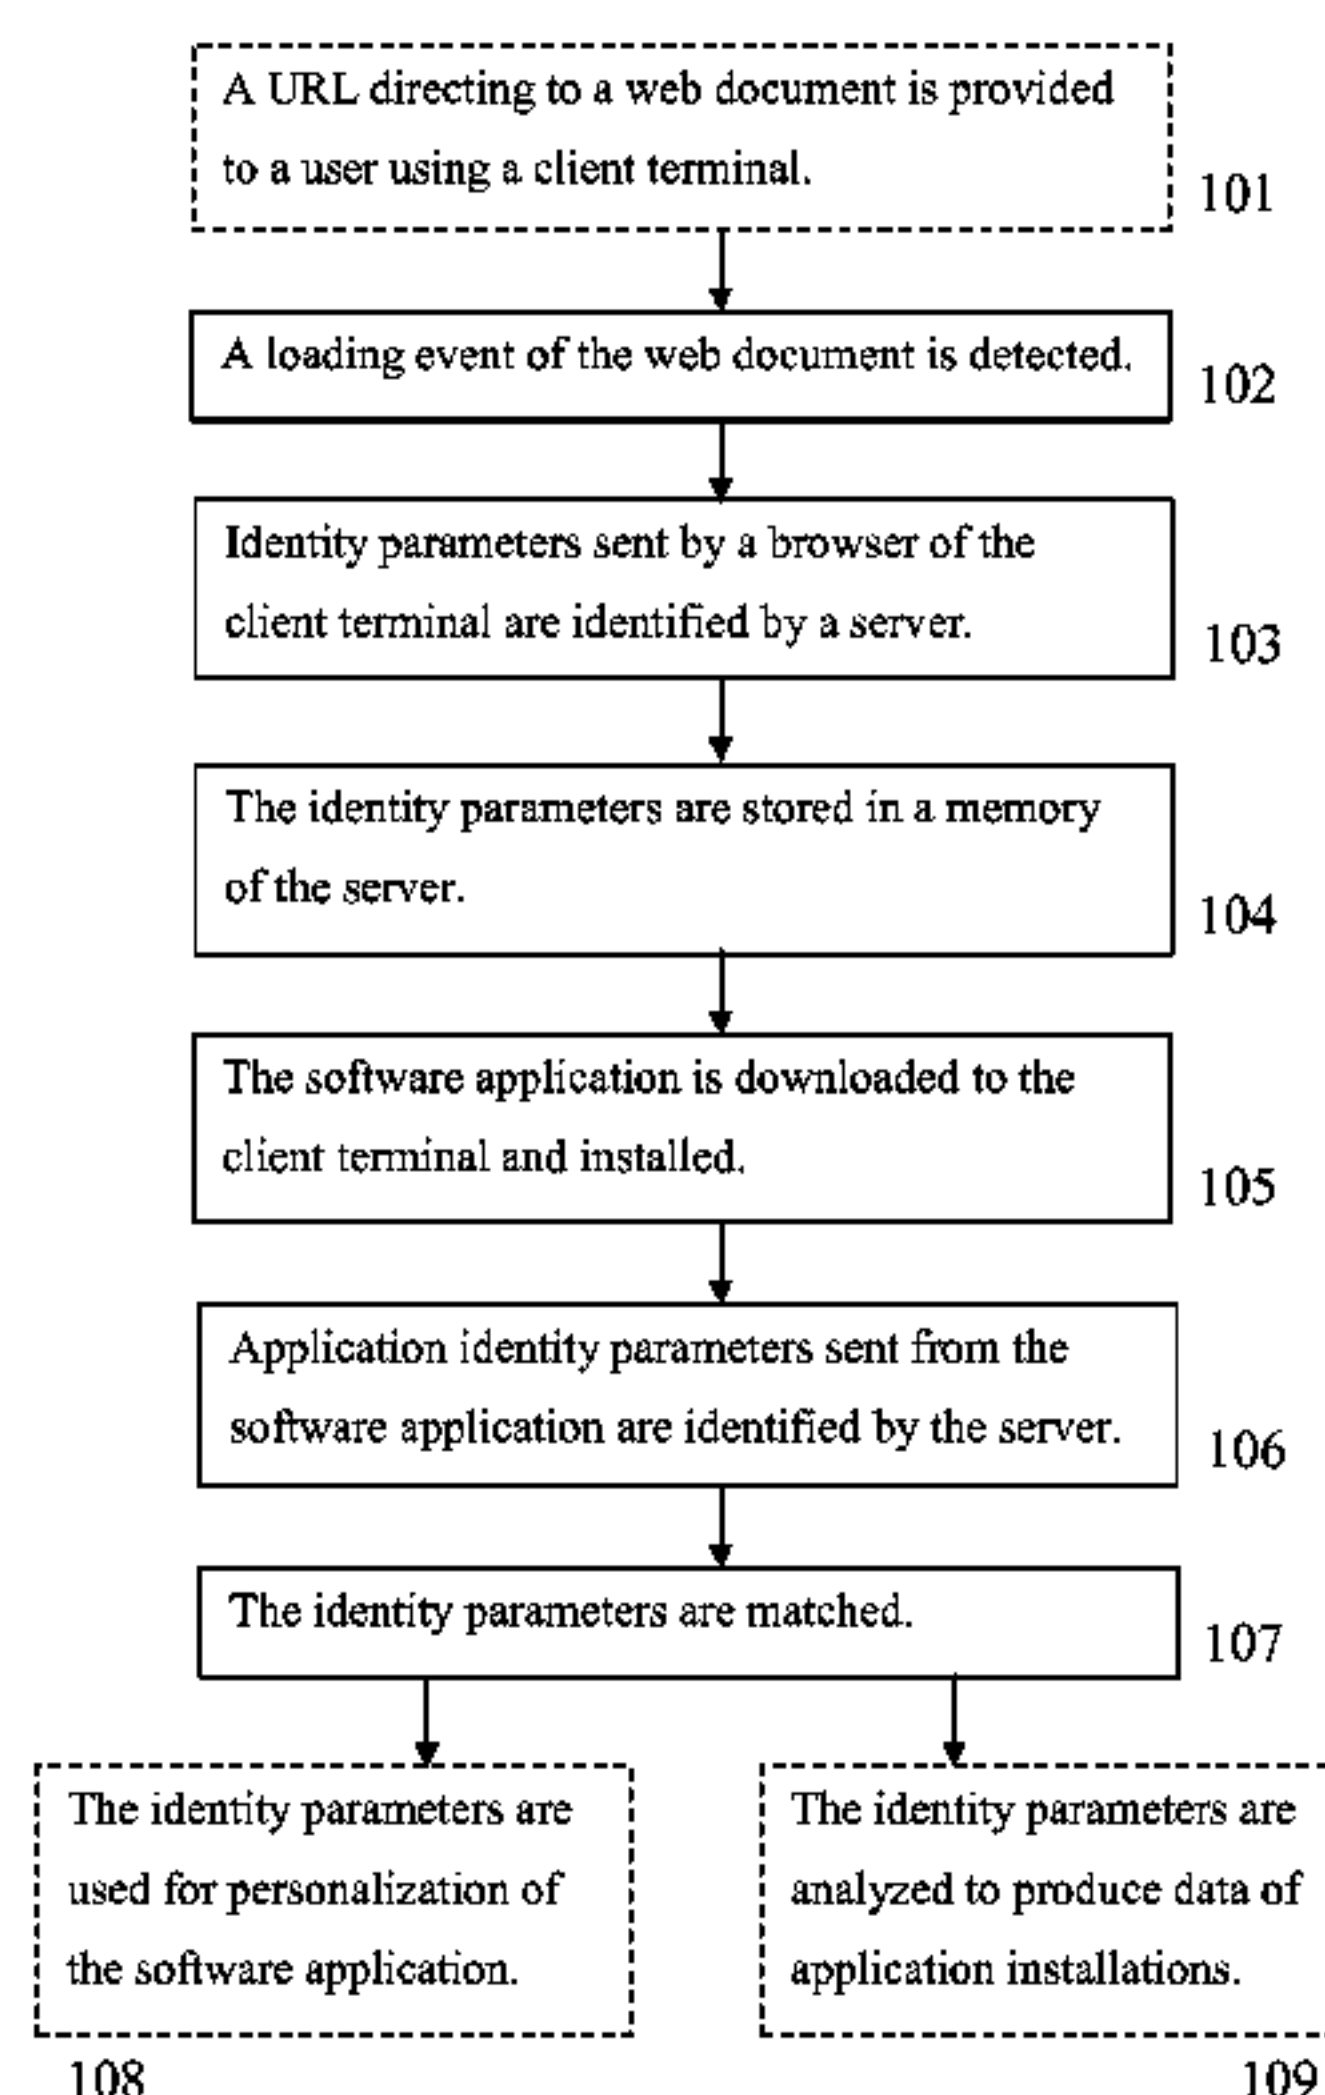 A URL directing to a web document is provided
to a user using a client terminal.
101
A loading event of the web document is detected.
102
Identity parameters sent by a browser of the
client terminal are identified by a server.
103
The identity parameters are stored in a memory
of the server.
104
The software application is downloaded to the
client terminal and installed.
105
Application identity parameters sent from the
software application are identified by the server.
106
The identity parameters are matched.
107
The identity parameters are
used for personalization of
the software application.
108
The identity parameters are
analyzed to produce data of
application installations.
109